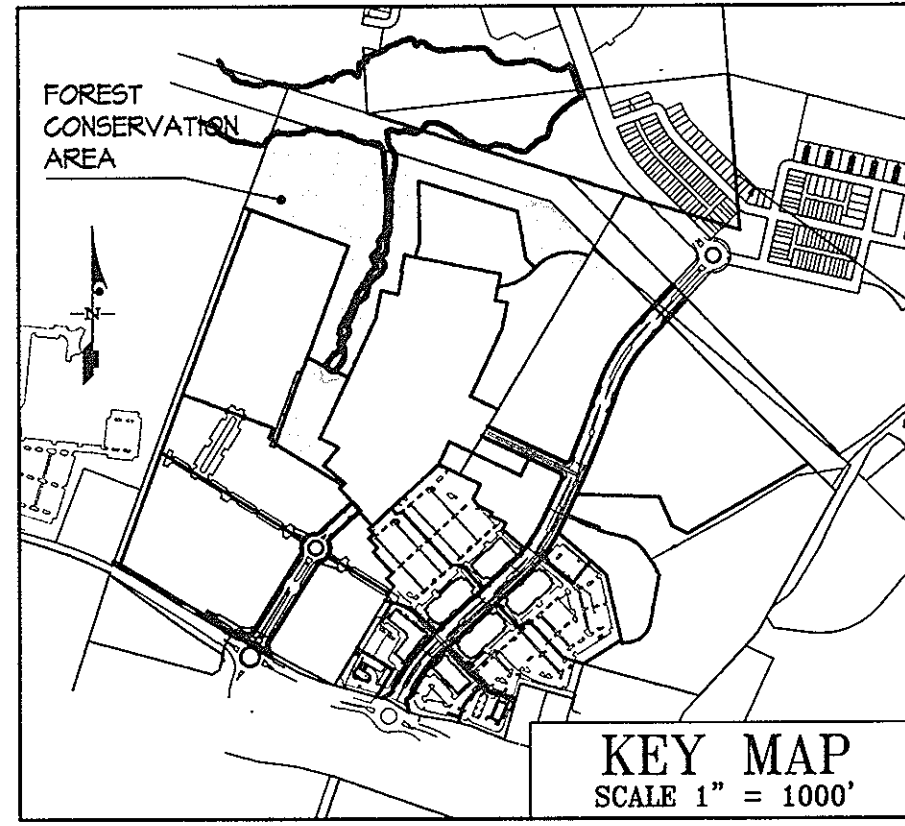 FOREST
CONSERVATION
AREA
N
KEY MAP
SCALE 1" = 1000'